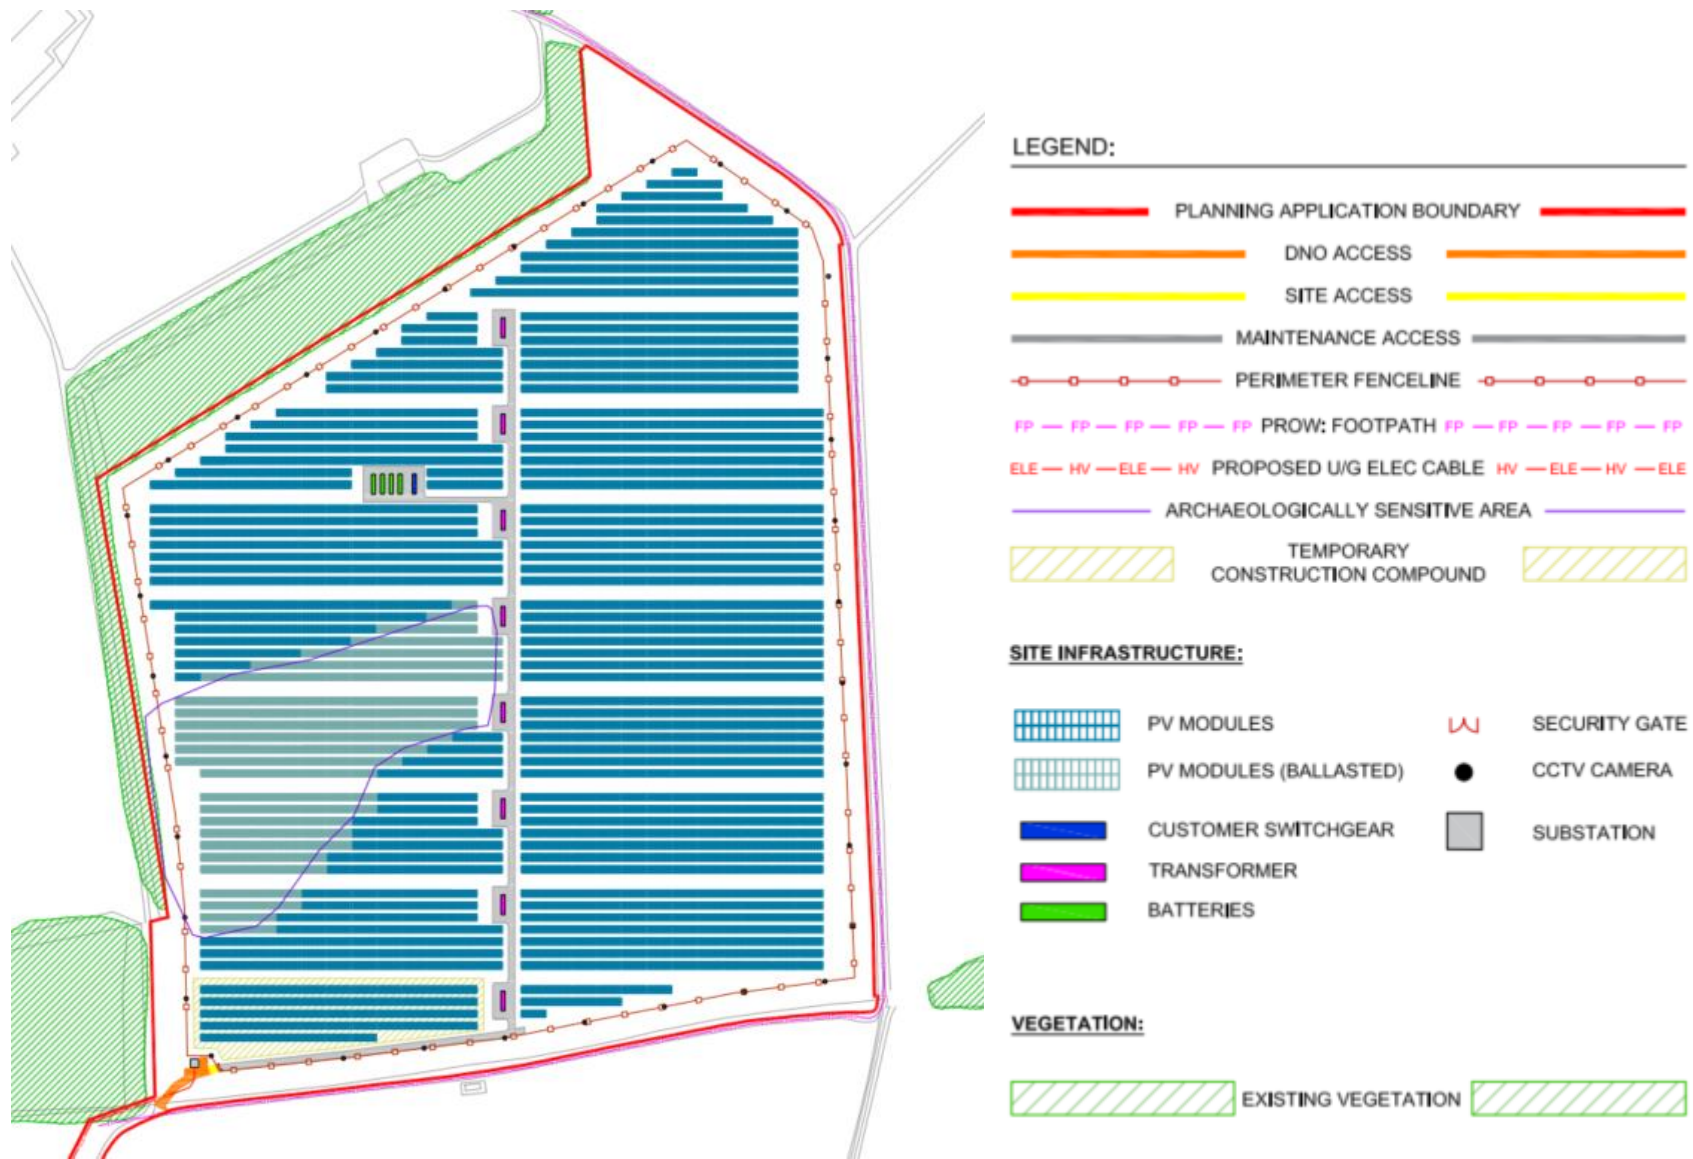 LEGEND:
PLANNING APPLICATION BOUNDARY
DNO ACCESS
SITE ACCESS
MAINTENANCE ACCESS
PERIMETER FENCELINE
FP — FP — FP — FP — FP PROW: FOOTPATH FP — FP — FP — FP — FP
ELE — HV — ELE — HV PROPOSED U/G ELEC CABLE HV — ELE — HV — ELE
ARCHAEOLOGICALLY SENSITIVE AREA
TEMPORARY
CONSTRUCTION COMPOUND
SITE INFRASTRUCTURE:
PV MODULES
SECURITY GATE
PV MODULES (BALLASTED)
CCTV CAMERA
CUSTOMER SWITCHGEAR
SUBSTATION
TRANSFORMER
BATTERIES
VEGETATION:
EXISTING VEGETATION